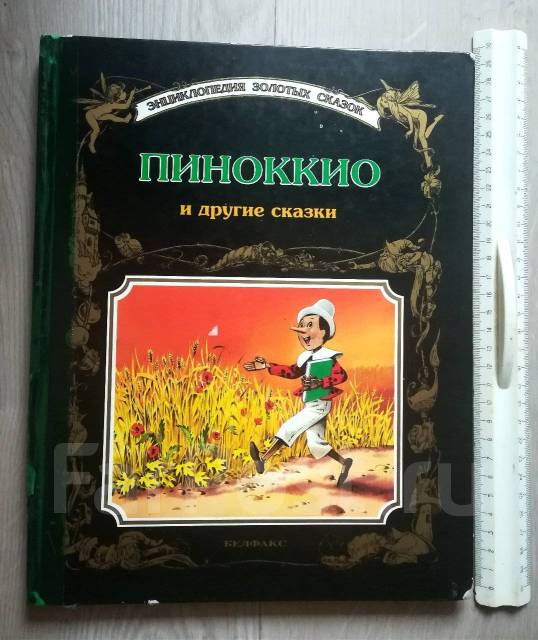 ЭНЦИКЛОПЕДИЯ ЗОЛОТЫХ СКАЗОК
ПИНОККИО
и другие сказки
БЕЛФАКС